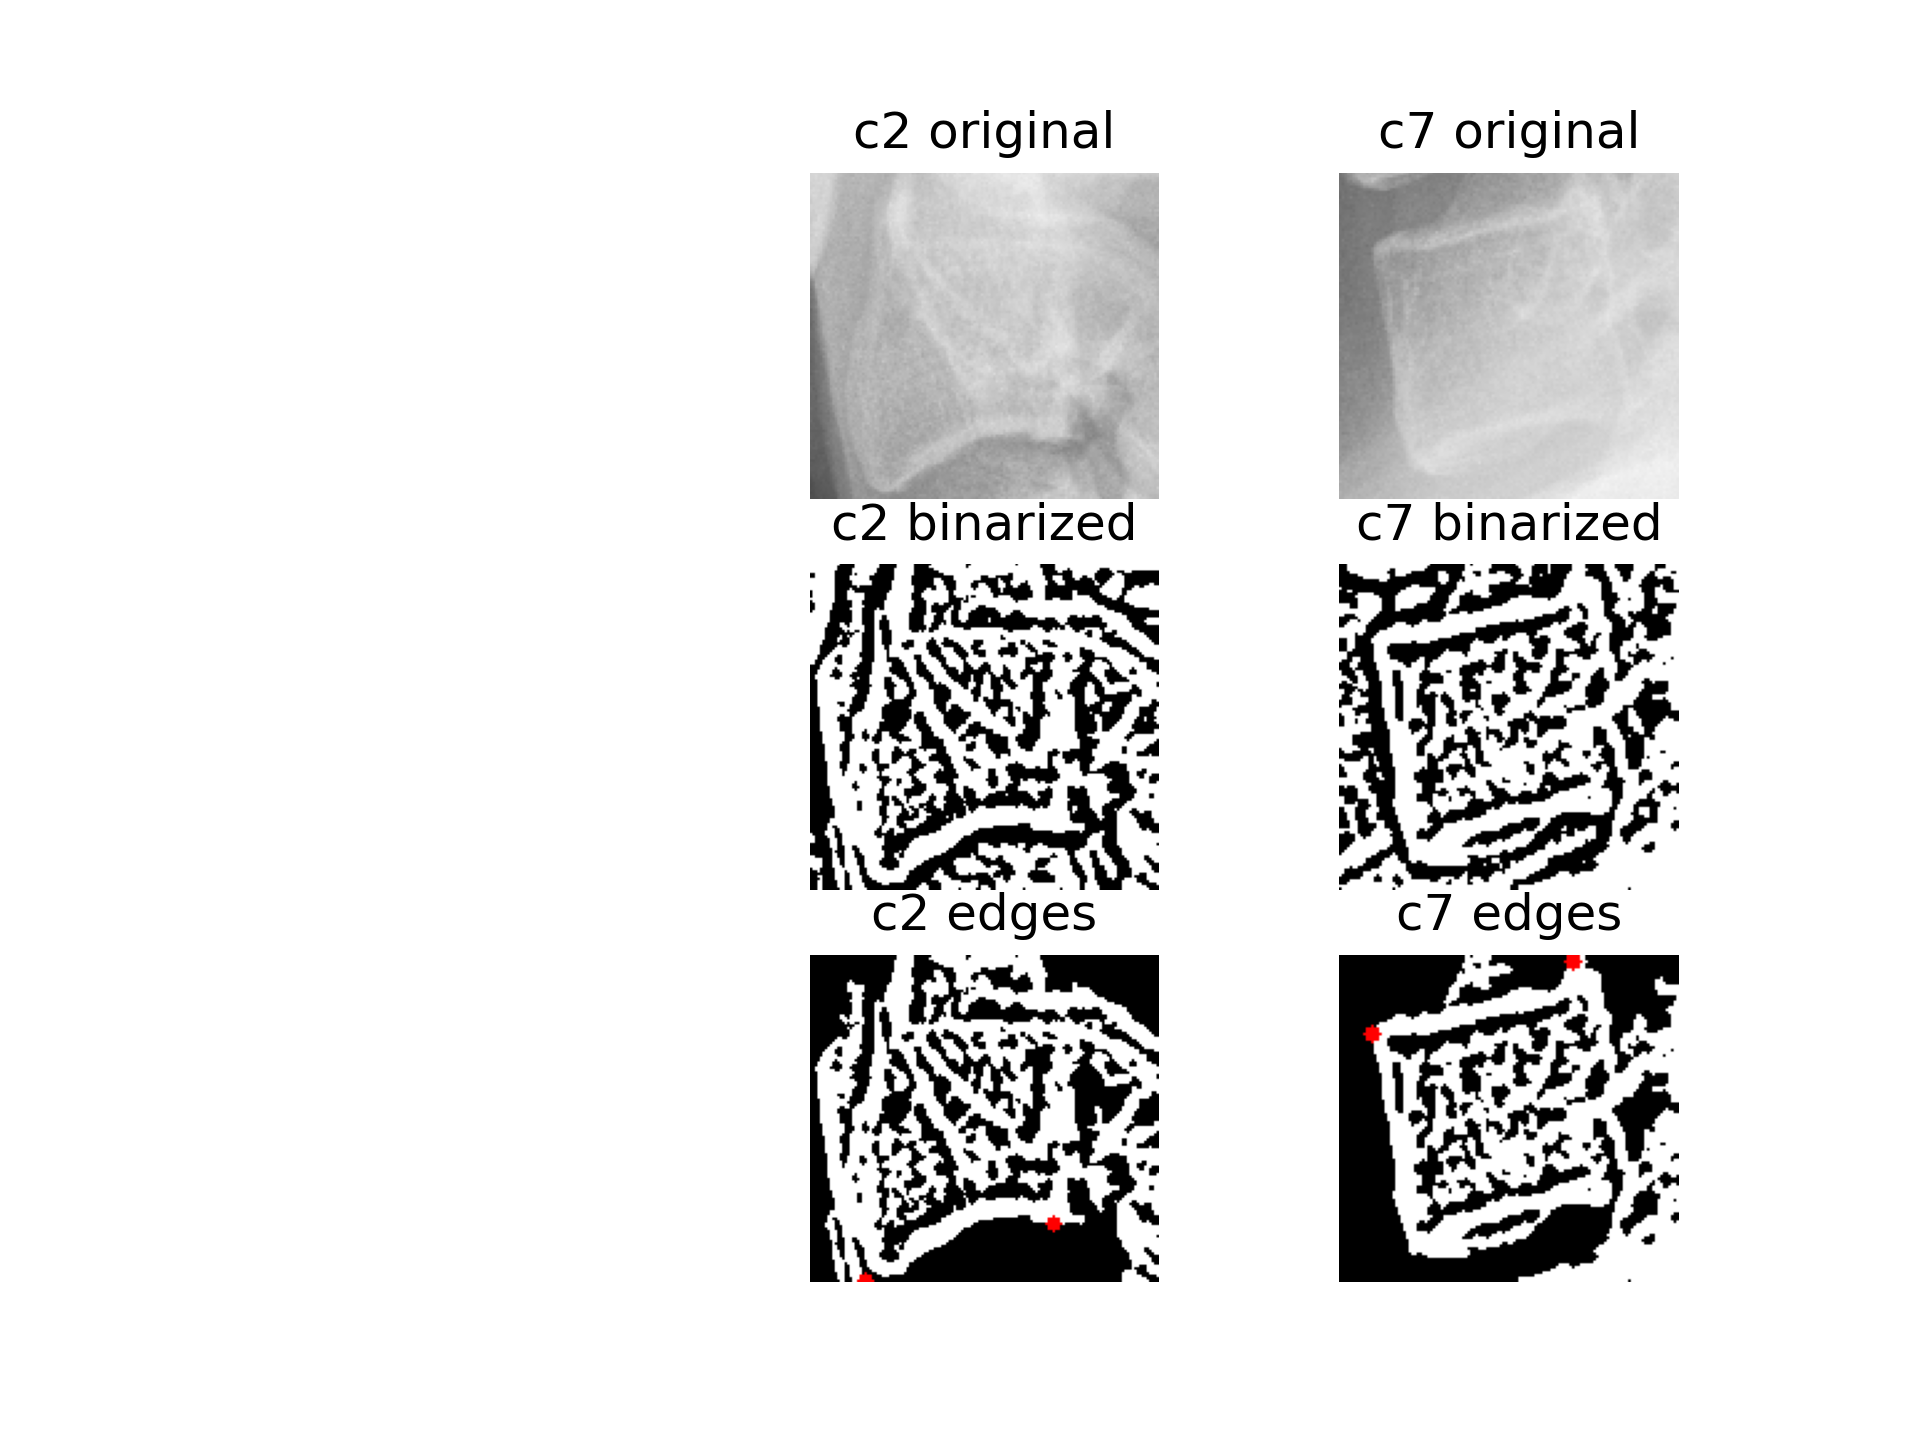 c2 original
c7 original
c2 binarized
c7 binarized
c2 edges
c7 edges